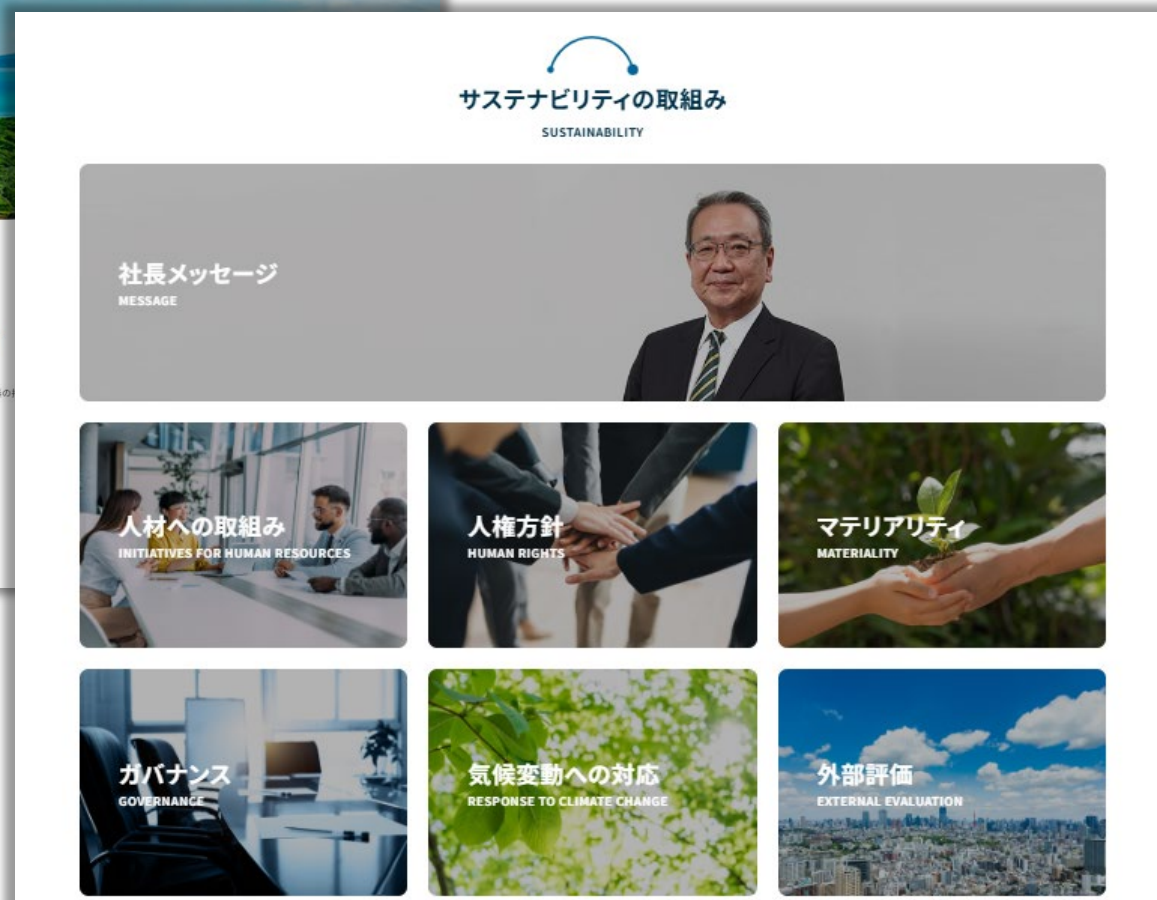 サステナビリティの取組み
SUSTAINABILITY
社長メッセージ
MESSAGE
人材への取組み
INITIATIVES FOR HUMAN RESOURCES
人権方針
HUMAN RIGHTS
マテリアリティ
MATERIALITY
ガバナンス
GOVERNANCE
気候変動への対応
RESPONSE TO CLIMATE CHANGE
外部評価
EXTERNAL EVALUATION